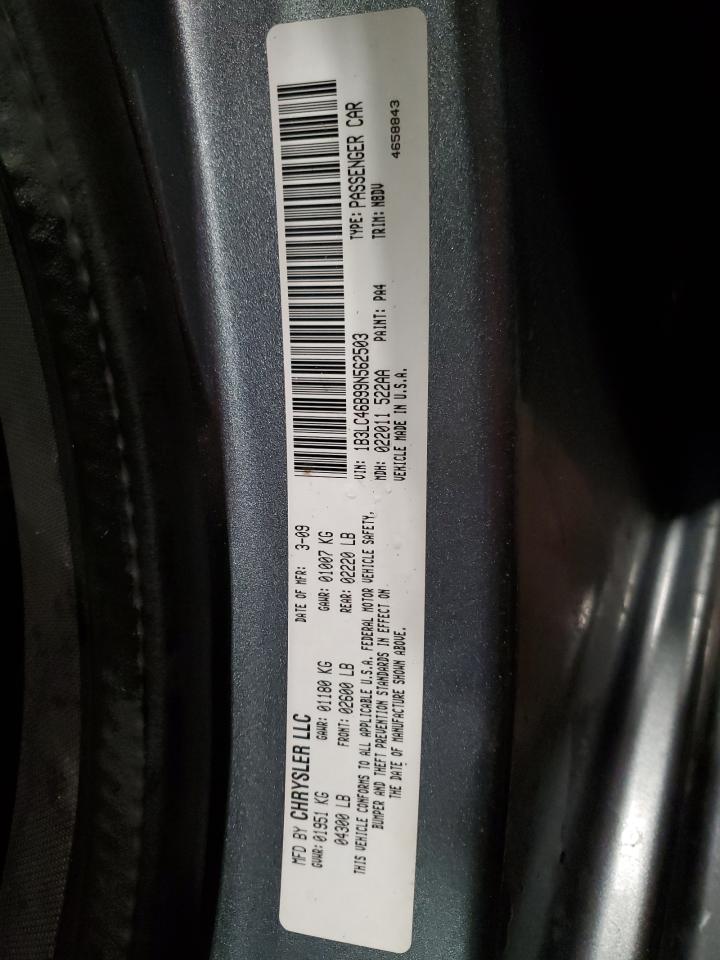 MFD BY CHRYSLER LLC
DATE OF MFR: 3-09
GVWR: 01951 KG
GAWR: 01180 KG
GAWR: 01007 KG
04300 LB
FRONT: 02600 LB
REAR: 02220 LB
THIS VEHICLE CONFORMS TO ALL APPLICABLE U.S.A. FEDERAL MOTOR VEHICLE SAFETY,
BUMPER AND THEFT PREVENTION STANDARDS IN EFFECT ON
THE DATE OF MANUFACTURE SHOWN ABOVE.
VIN: 1B3LC46B99N562503
TYPE: PASSENGER CAR
MDH: 022011 522AA
PAINT: PA4
TRIM: M8DV
VEHICLE MADE IN U.S.A.
4658843